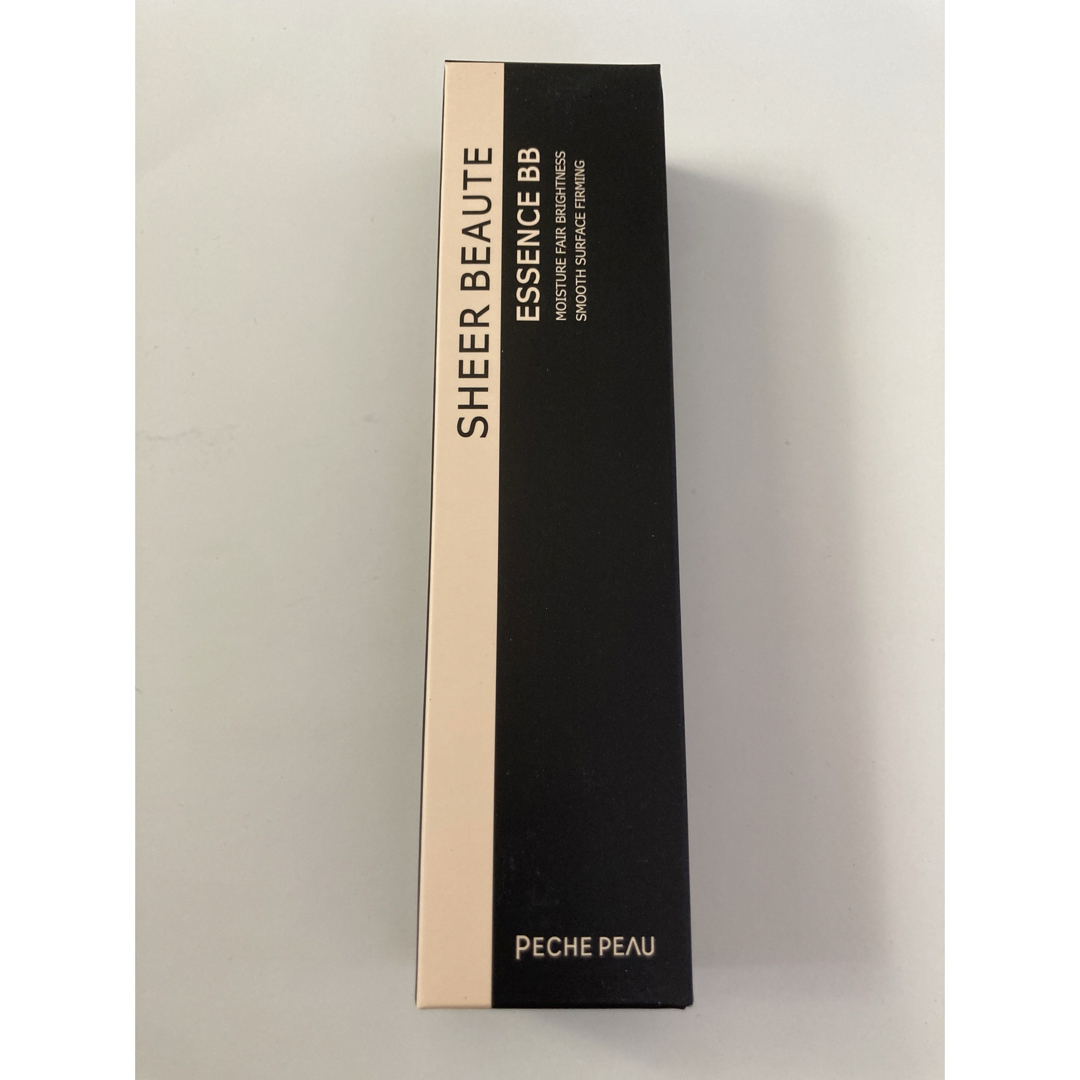 SHEER BEAUTE
ESSENCE BB
MOISTURE FAIR BRIGHTNESS
SMOOTH SURFACE FIRMING
PECHE PEAU